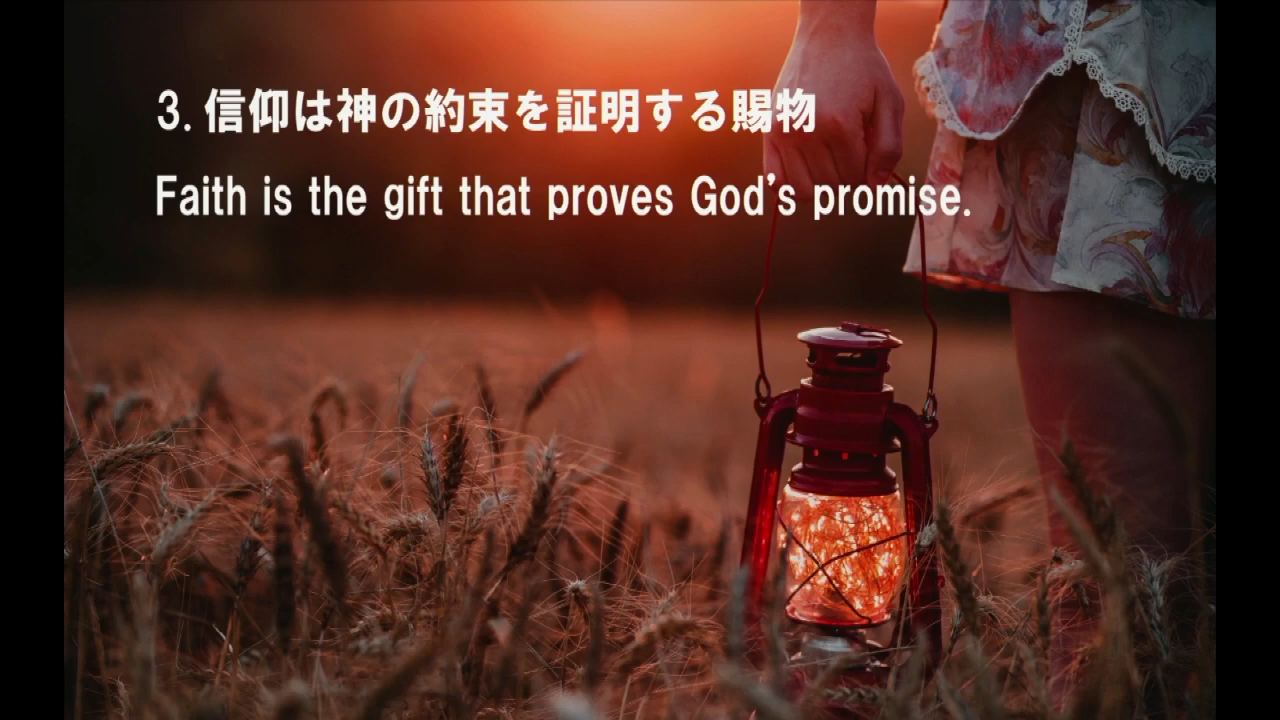 3. 信仰は神の約束を証明する賜物
Faith is the gift that proves God's promise.